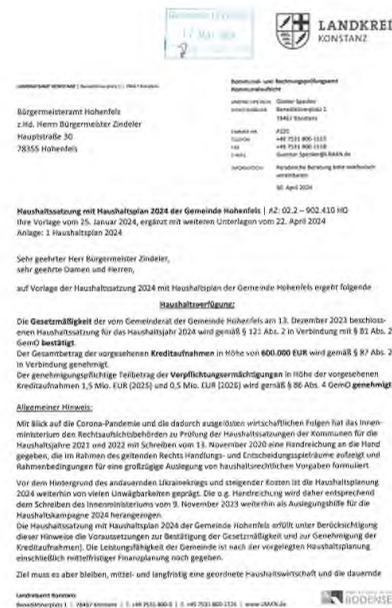 LANDKREI
KONSTANZ
Kommunal- und Rechnungsprüfungsamt
Kommunalaufsicht
Bürgermeisteramt Hohenfels
z.Hd. Herrn Bürgermeister Zindeler
Hauptstraße 30
78355 Hohenfels
Benediktinerplatz 1
78467 Konstanz
30. April 2024
Haushaltssatzung mit Haushaltsplan 2024 der Gemeinde Hohenfels | AZ: 02.2 – 902.410 HO
Ihre Vorlage vom 25. Januar 2024, ergänzt mit weiteren Unterlagen vom 22. April 2024
Anlage: 1 Haushaltsplan 2024
Sehr geehrter Herr Bürgermeister Zindeler,
sehr geehrte Damen und Herren,
auf Vorlage der Haushaltssatzung 2024 mit Haushaltsplan der Gemeinde Hohenfels ergeht folgende
Haushaltsverfügung:
Die Gesetzmäßigkeit der vom Gemeinderat der Gemeinde Hohenfels am 13. Dezember 2023 beschloss-
enen Haushaltssatzung für das Haushaltsjahr 2024 wird gemäß § 121 Abs. 2 in Verbindung mit § 81 Abs. 2
GemO bestätigt.
Der Gesamtbetrag der vorgesehenen Kreditaufnahmen in Höhe von 600.000 EUR wird gemäß § 87 Abs. 2
in Verbindung genehmigt.
Der genehmigungspflichtige Teilbetrag der Verpflichtungsermächtigungen in Höhe der vorgesehenen
Kreditaufnahmen 1,5 Mio. EUR (2025) und 0,5 Mio. EUR (2026) wird gemäß § 86 Abs. 4 GemO genehmigt
Allgemeiner Hinweis:
Mit Blick auf die Corona-Pandemie und die dadurch ausgelösten wirtschaftlichen Folgen hat das Innen-
ministerium den Rechtsaufsichtsbehörden zu Prüfung der Haushaltssatzungen der Kommunen für die
Haushaltsjahre 2021 und 2022 mit Schreiben vom 13. November 2020 eine Handreichung an die Hand
gegeben, die im Rahmen des geltenden Rechts Handlungs- und Entscheidungsspielräume aufzeigt und
Rahmenbedingungen für eine großzügige Auslegung von haushaltsrechtlichen Vorgaben formuliert.
Vor dem Hintergrund des andauernden Ukrainekriegs und steigender Kosten ist die Haushaltsplanung
2024 weiterhin von vielen Unwägbarkeiten geprägt. Die o.g. Handreichung wird daher entsprechend
dem Schreiben des Innenministeriums vom 9. November 2023 weiterhin als Auslegungshilfe für die
Haushaltskampagne 2024 herangezogen.
Die Haushaltssatzung mit Haushaltsplan 2024 der Gemeinde Hohenfels erfüllt unter Berücksichtigung
dieser Hinweise die Voraussetzungen zur Bestätigung der Gesetzmäßigkeit und zur Genehmigung der
Kreditaufnahme). Die Leistungsfähigkeit der Gemeinde ist nach der vorgelegten Haushaltsplanung
einschließlich mittelfristiger Finanzplanung noch gegeben.
Ziel muss es aber bleiben, mittel- und langfristig eine geordnete Haushaltswirtschaft und die dauernde
Landratsamt Konstanz
Benediktinerplatz 1 | 78467 Konstanz
BODENSE